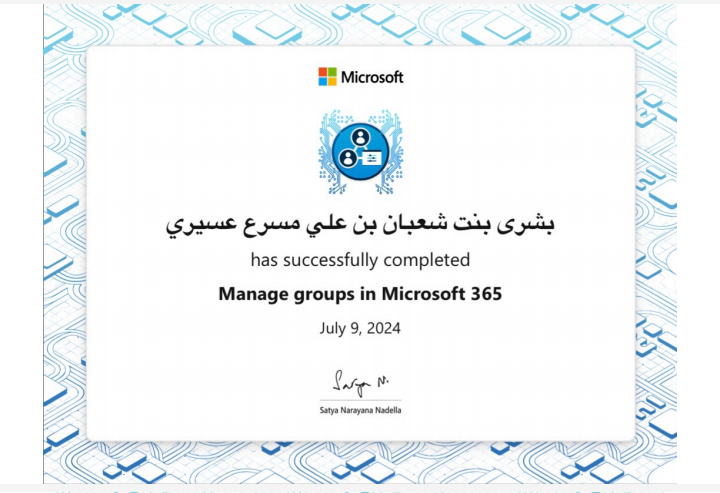 Microsoft
بشرى بنت شعبان بن علي مسرع عسيري
has successfully completed
Manage groups in Microsoft 365
July 9, 2024
Satya N.
Satya Narayana Nadella